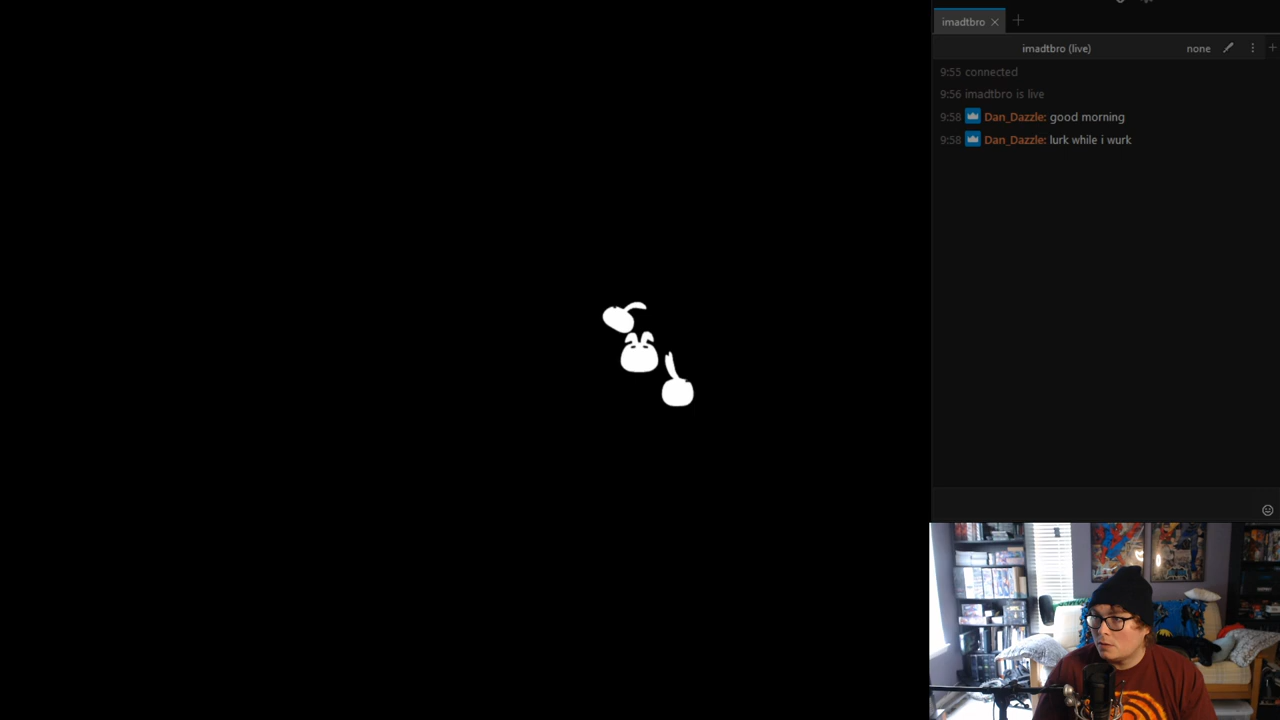 imadtbro
imadtbro (live)
none
9:55 connected
9:56 imadtbro is live
9:58 Dan_Dazzle: good morning
9:58 Dan_Dazzle: lurk while i wurk